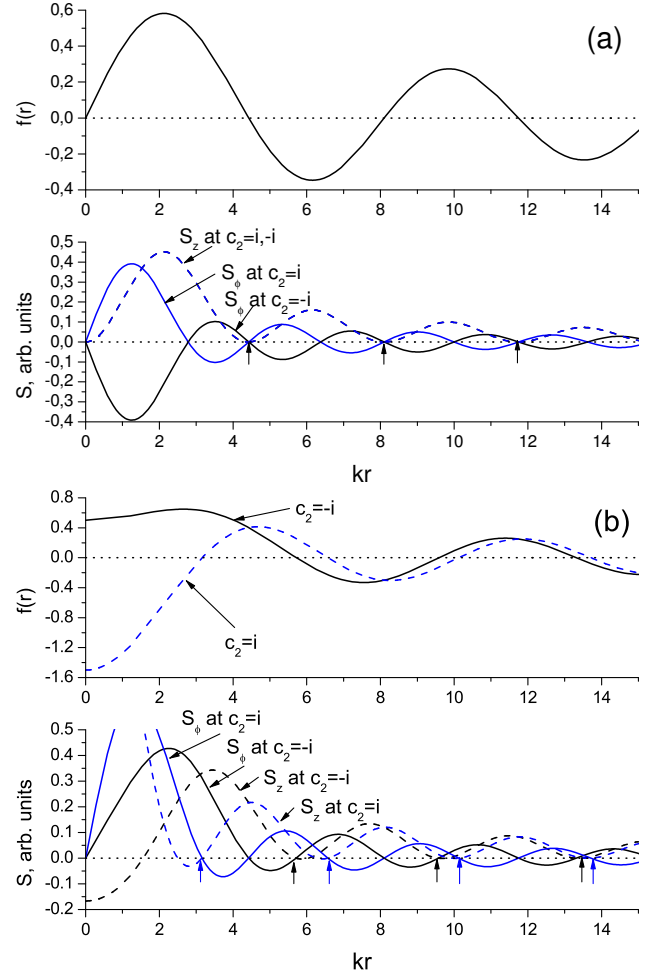 0,6
0,4
0,2
0,0
-0,2
-0,4
f(r)
(a)
0 2 4 6 8 10 12 14
0,5
0,4
0,3
0,2
0,1
0,0
-0,1
-0,2
-0,3
-0,4
S, arb. units
S_z at c_2=i,-i
S_ϕ at c_2=i
S_ϕ at c_2=-i
0 2 4 6 8 10 12 14
kr
0.8
0.4
0.0
-0.4
-0.8
-1.2
-1.6
f(r)
c_2=-i
(b)
c_2=i
0 2 4 6 8 10 12 14
S_ϕ at c_2=i
S_ϕ at c_2=-i
S_z at c_2=-i
S_z at c_2=i
0.5
0.4
0.3
0.2
0.1
0.0
-0.1
-0.2
S, arb. units
0 2 4 6 8 10 12 14
kr